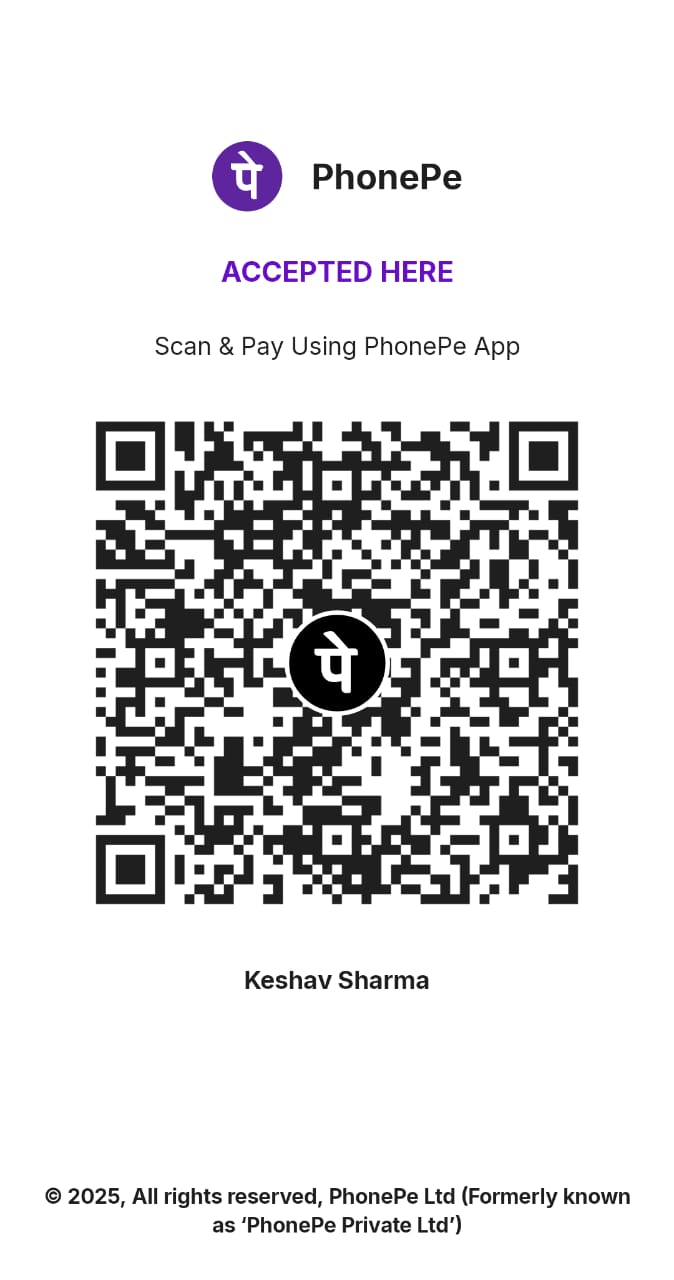 पे PhonePe
ACCEPTED HERE
Scan & Pay Using PhonePe App
पे
Keshav Sharma
© 2025, All rights reserved, PhonePe Ltd (Formerly known
as ‘PhonePe Private Ltd’)